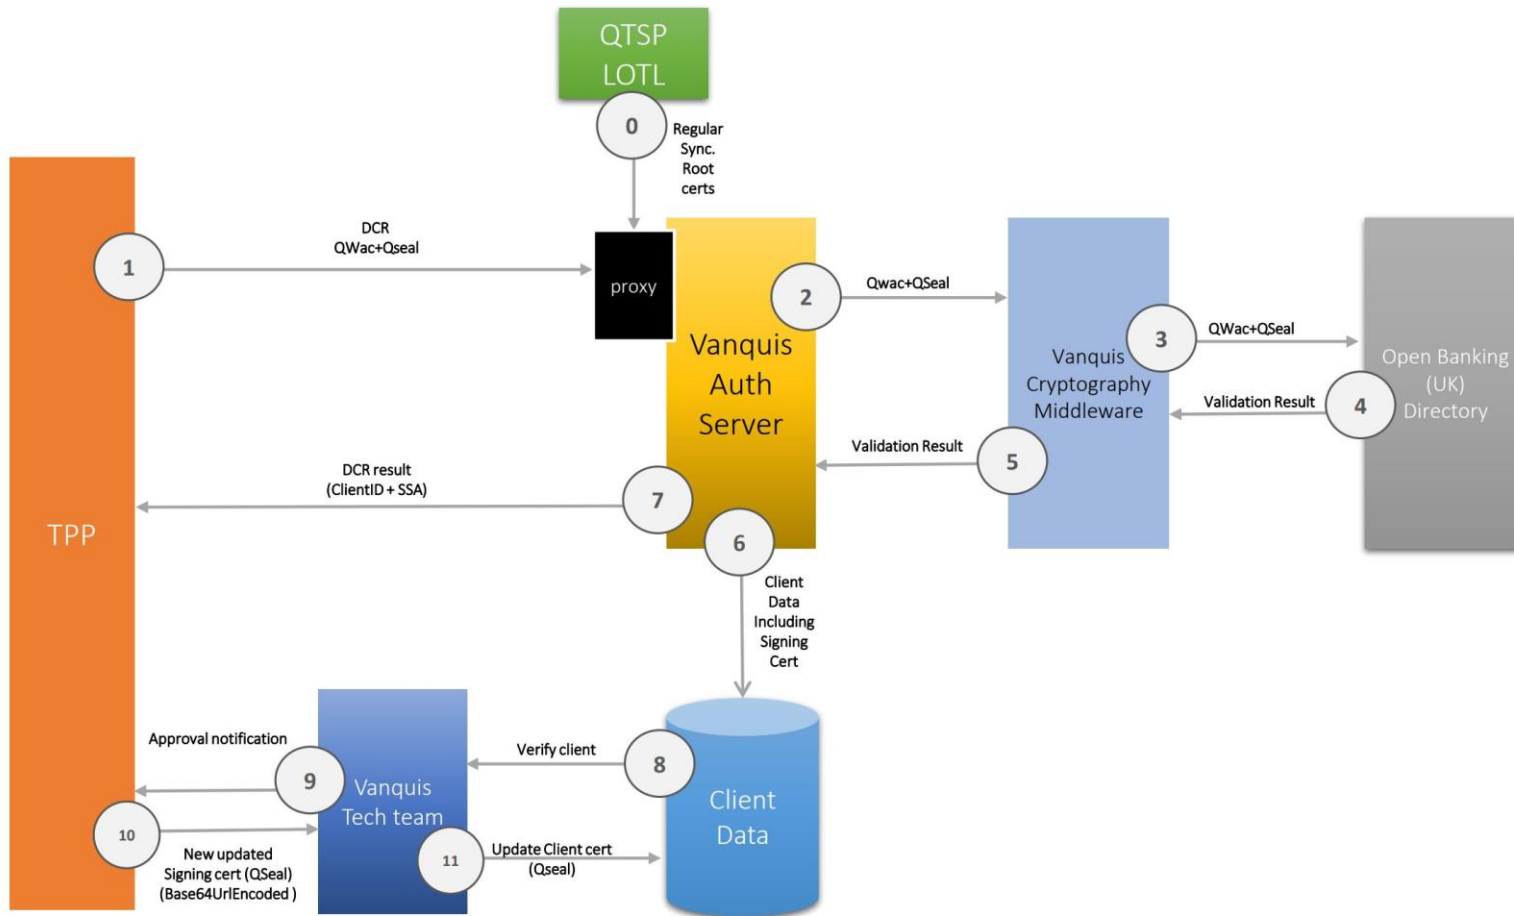 QTSP
LOTL
0
Regular
Sync.
Root
certs
DCR
QWac+Qseal
1
proxy
2
Qwac+QSeal
3
QWac+QSeal
Vanquis
Auth
Server
Vanquis
Cryptography
Middleware
Open Banking
(UK)
Directory
Validation Result
4
Validation Result
5
DCR result
(ClientID + SSA)
7
TPP
6
Client
Data
Including
Signing
Cert
Approval notification
9
Verify client
8
Vanquis
Tech team
Client
Data
10
New updated
Signing cert (QSeal)
(Base64UrlEncoded )
11
Update Client cert
(Qseal)